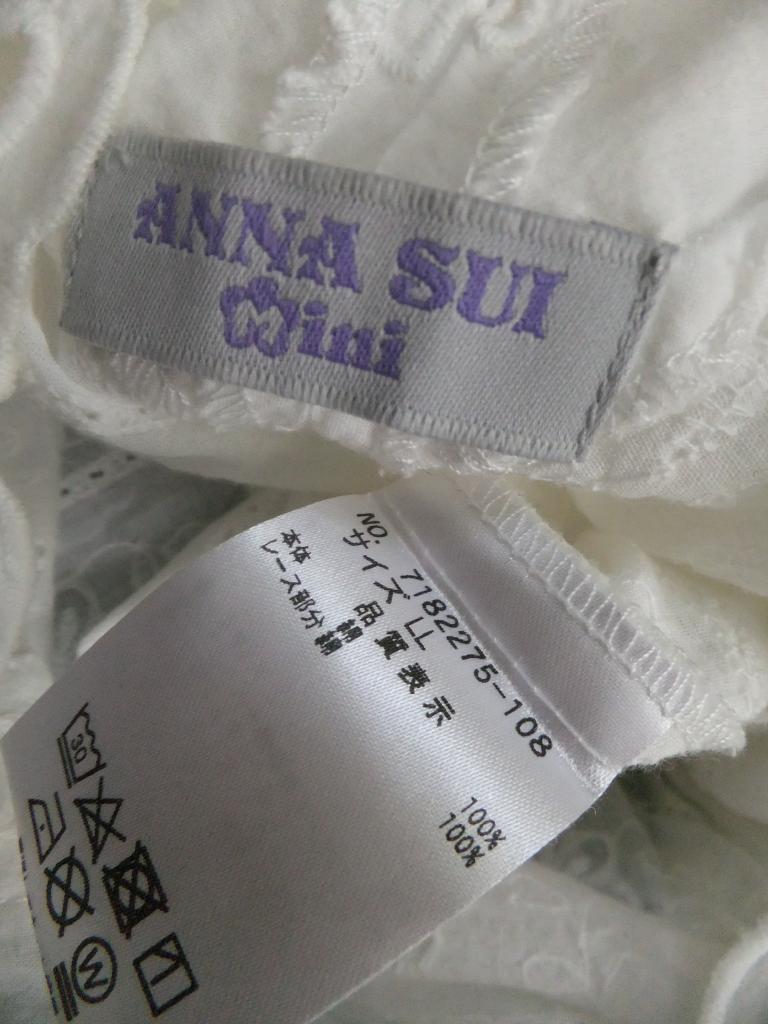 ANNA SUI
Mini
NO. 7182275-108
サイズ LL
品質表示
本体 綿 100%
レース部分 綿 100%
30
W